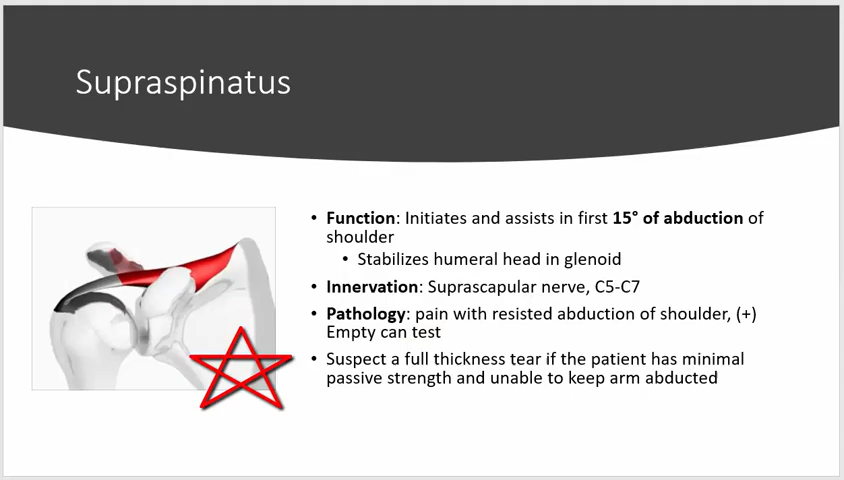 Supraspinatus
• Function: Initiates and assists in first 15° of abduction of
shoulder
• Stabilizes humeral head in glenoid
• Innervation: Suprascapular nerve, C5-C7
• Pathology: pain with resisted abduction of shoulder, (+)
Empty can test
• Suspect a full thickness tear if the patient has minimal
passive strength and unable to keep arm abducted